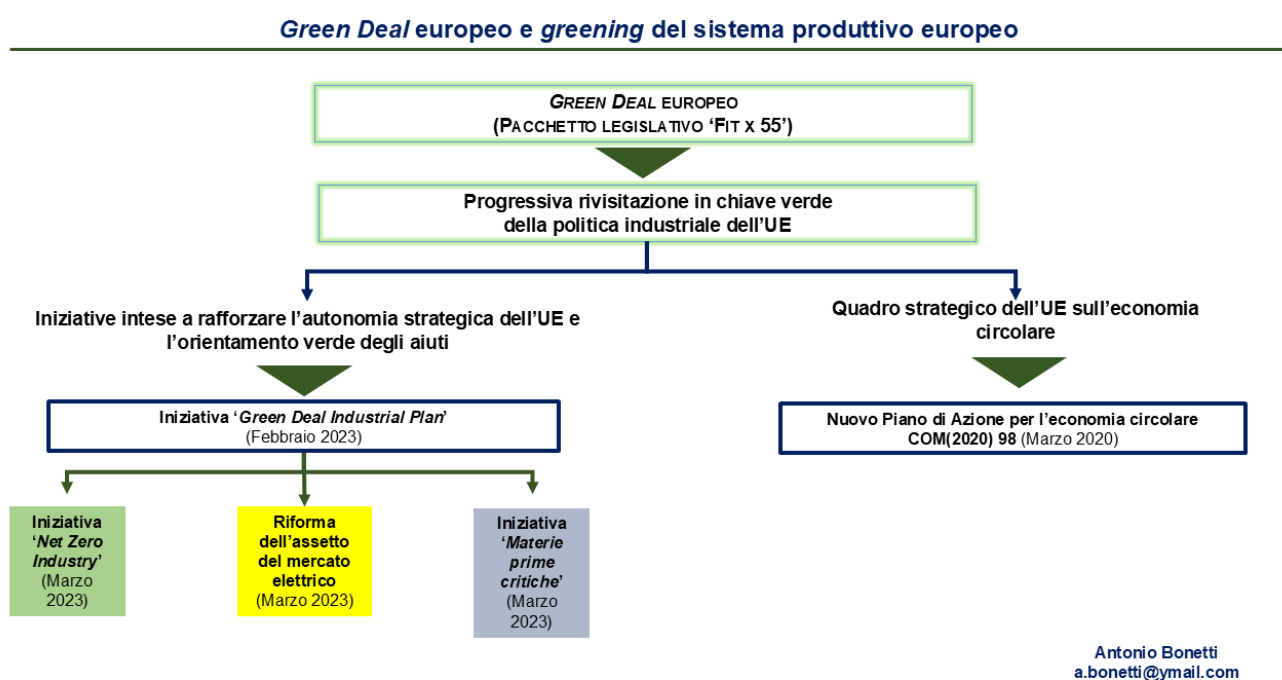 Green Deal europeo e greening del sistema produttivo europeo
GREEN DEAL EUROPEO
(PACCHETTO LEGISLATIVO ‘FIT X 55’)
Progressiva rivisitazione in chiave verde
della politica industriale dell’UE
Iniziative intese a rafforzare l’autonomia strategica dell’UE e
l’orientamento verde degli aiuti
Quadro strategico dell’UE sull’economia
circolare
Iniziativa ‘Green Deal Industrial Plan’
(Febbraio 2023)
Nuovo Piano di Azione per l’economia circolare
COM(2020) 98 (Marzo 2020)
Iniziativa
‘Net Zero
Industry’
(Marzo
2023)
Riforma
dell’assetto
del mercato
elettrico
(Marzo 2023)
Iniziativa
‘Materie
prime
critiche’
(Marzo
2023)
Antonio Bonetti
a.bonetti@ymail.com